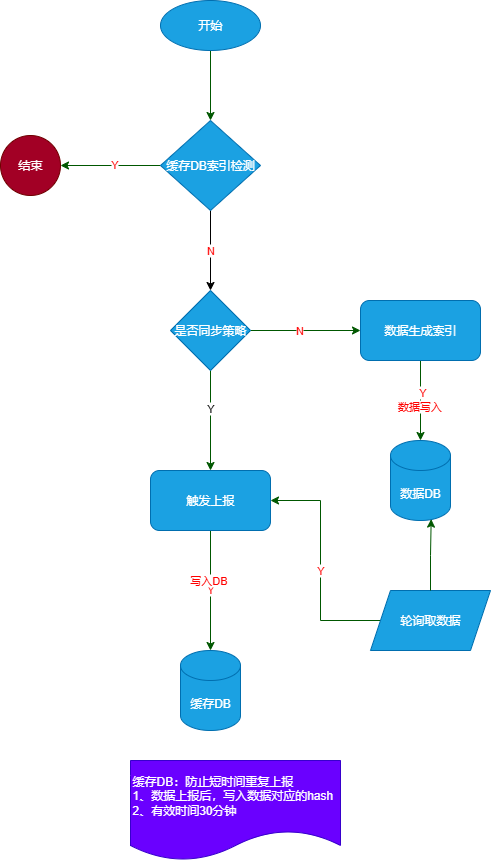 开始
缓存DB索引检测
结束
Y
N
是否同步策略
N
数据生成索引
Y
Y
数据写入
触发上报
数据DB
写入DB
Y
Y
轮询取数据
缓存DB
缓存DB：防止短时间重复上报
1、数据上报后，写入数据对应的hash
2、有效时间30分钟